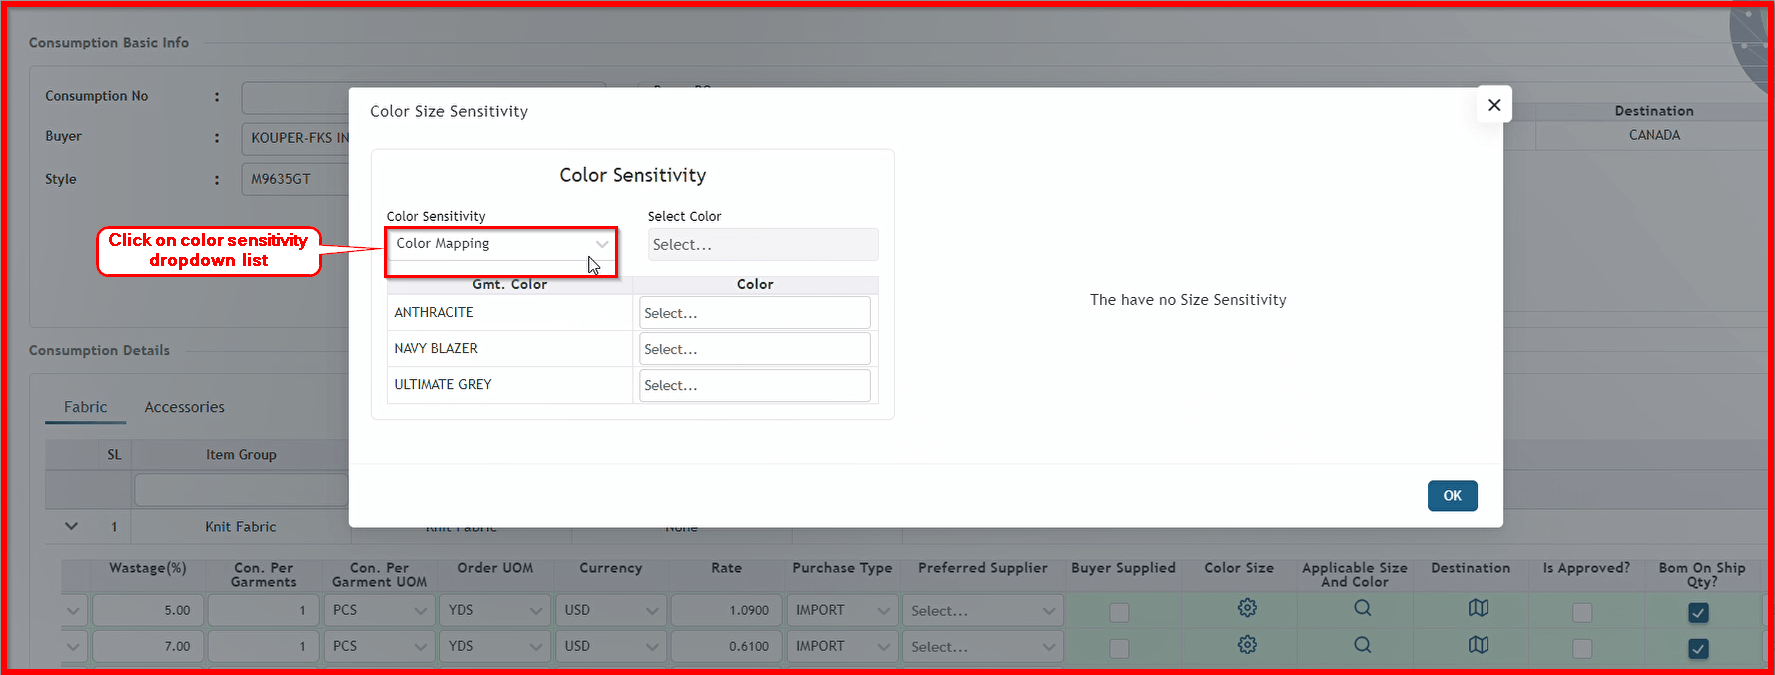 Consumption Basic Info
Consumption No :
Buyer : KOUPER-FKS IN
Style : M9635GT
Destination
CANADA
Color Size Sensitivity
Color Sensitivity
Color Sensitivity Select Color
Color Mapping Select...
Click on color sensitivity
dropdown list
Gmt. Color Color
ANTHRACITE Select...
NAVY BLAZER Select...
ULTIMATE GREY Select...
The have no Size Sensitivity
OK
Consumption Details
Fabric Accessories
SL Item Group
1 Knit Fabric Knit Fabric None
Wastage(%) Con. Per Garments Con. Per Garment UOM Order UOM Currency Rate Purchase Type Preferred Supplier Buyer Supplied Color Size Applicable Size And Color Destination Is Approved? Bom On Ship Qty?
5.00 1 PCS YDS USD 1.0900 IMPORT Select...
7.00 1 PCS YDS USD 0.6100 IMPORT Select...